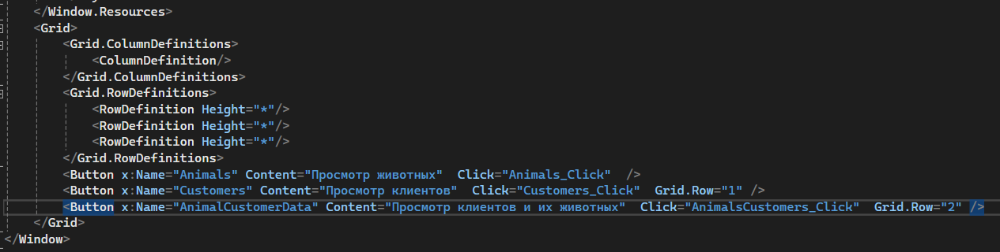 </Window.Resources>
<Grid>
<Grid.ColumnDefinitions>
<ColumnDefinition/>
</Grid.ColumnDefinitions>
<Grid.RowDefinitions>
<RowDefinition Height="*"/>
<RowDefinition Height="*"/>
<RowDefinition Height="*"/>
</Grid.RowDefinitions>
<Button x:Name="Animals" Content="Просмотр животных" Click="Animals_Click" />
<Button x:Name="Customers" Content="Просмотр клиентов" Click="Customers_Click" Grid.Row="1" />
<Button x:Name="AnimalCustomerData" Content="Просмотр клиентов и их животных" Click="AnimalsCustomers_Click" Grid.Row="2" />
</Grid>
</Window>